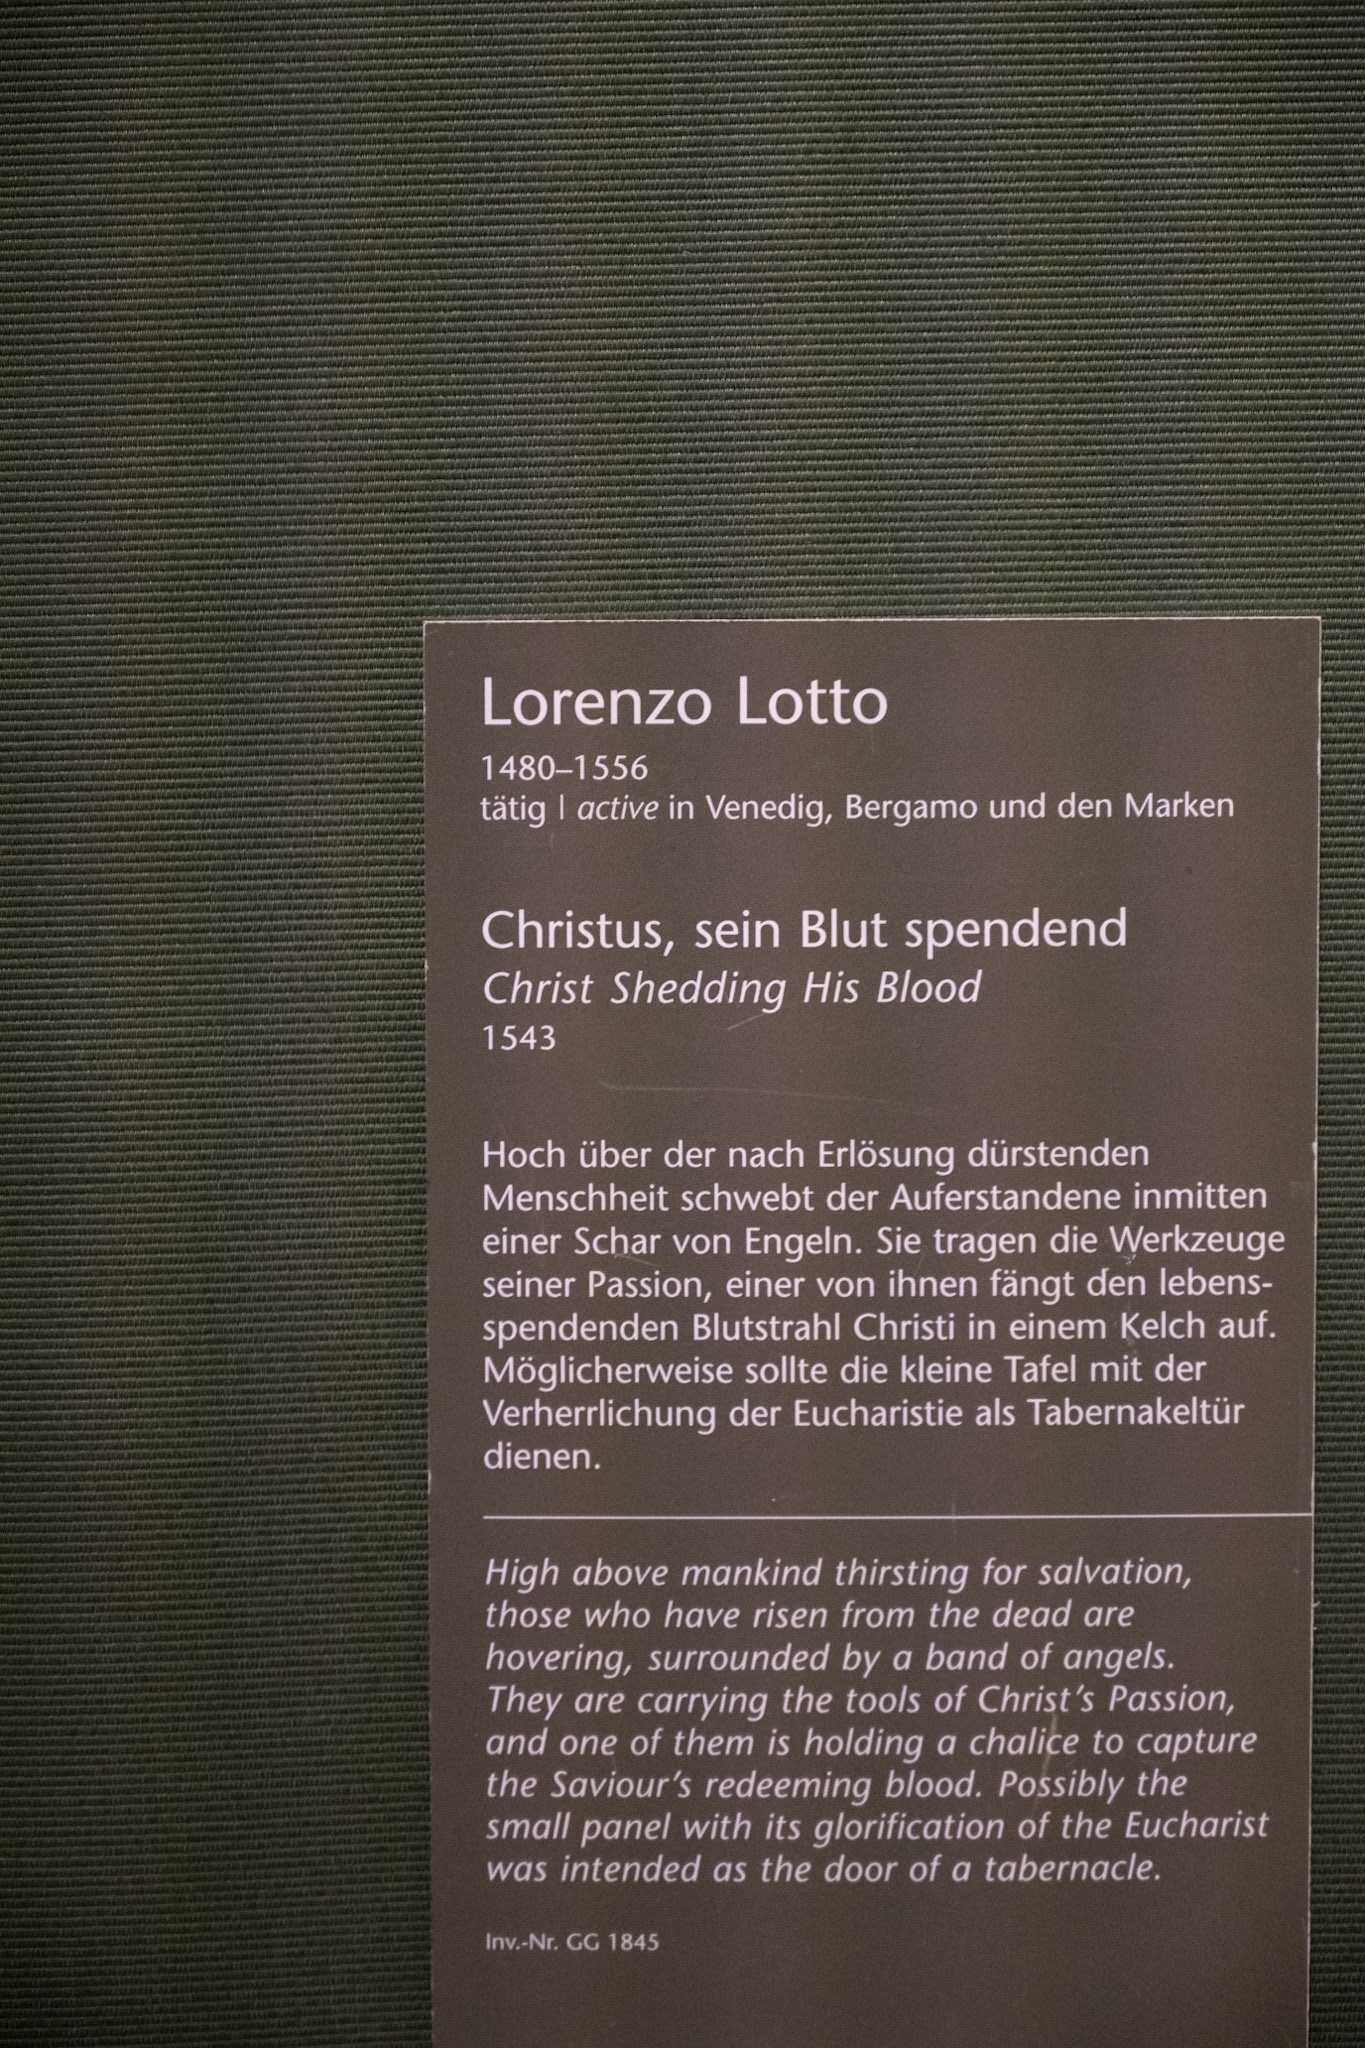 Lorenzo Lotto
1480–1556
tätig | active in Venedig, Bergamo und den Marken
Christus, sein Blut spendend
Christ Shedding His Blood
1543
Hoch über der nach Erlösung dürstenden
Menschheit schwebt der Auferstandene inmitten
einer Schar von Engeln. Sie tragen die Werkzeuge
seiner Passion, einer von ihnen fängt den lebens-
spendenden Blutstrahl Christi in einem Kelch auf.
Möglicherweise sollte die kleine Tafel mit der
Verherrlichung der Eucharistie als Tabernakeltür
dienen.
High above mankind thirsting for salvation,
those who have risen from the dead are
hovering, surrounded by a band of angels.
They are carrying the tools of Christ's Passion,
and one of them is holding a chalice to capture
the Saviour's redeeming blood. Possibly the
small panel with its glorification of the Eucharist
was intended as the door of a tabernacle.
Inv.-Nr. GG 1845